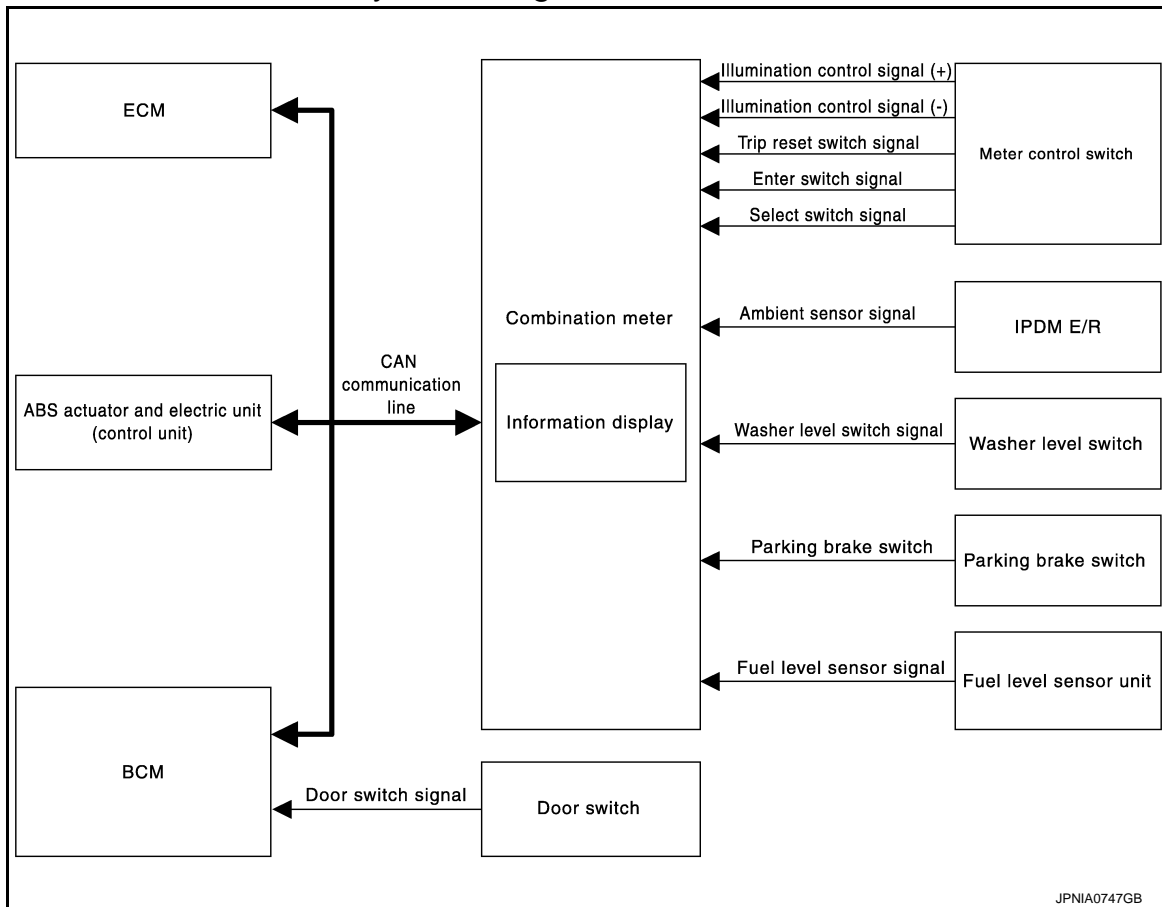 ECM
ABS actuator and electric unit
(control unit)
BCM
CAN
communication
line
Door switch signal
Combination meter
Information display
Door switch
Illumination control signal (+)
Illumination control signal (-)
Trip reset switch signal
Enter switch signal
Select switch signal
Meter control switch
Ambient sensor signal
IPDM E/R
Washer level switch signal
Washer level switch
Parking brake switch
Parking brake switch
Fuel level sensor signal
Fuel level sensor unit
JPNIA0747GB